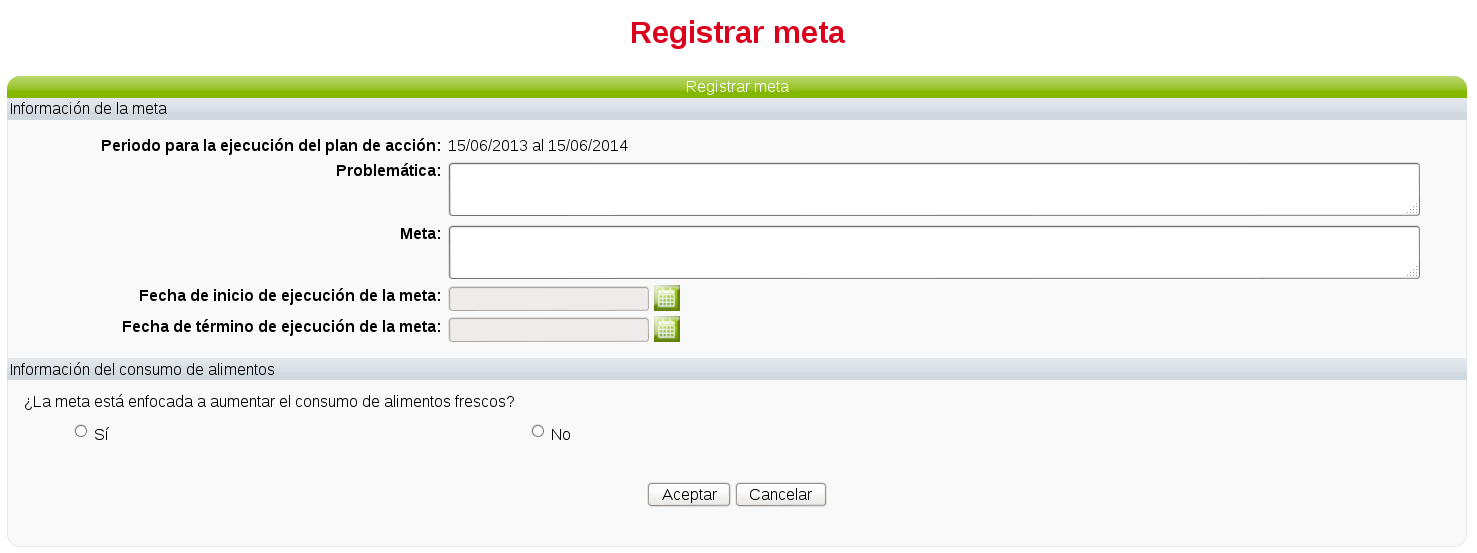 Registrar meta
Registrar meta
Información de la meta
Periodo para la ejecución del plan de acción: 15/06/2013 al 15/06/2014
Problemática:
Meta:
Fecha de inicio de ejecución de la meta:
Fecha de término de ejecución de la meta:
Información del consumo de alimentos
¿La meta está enfocada a aumentar el consumo de alimentos frescos?
Sí No
Aceptar Cancelar